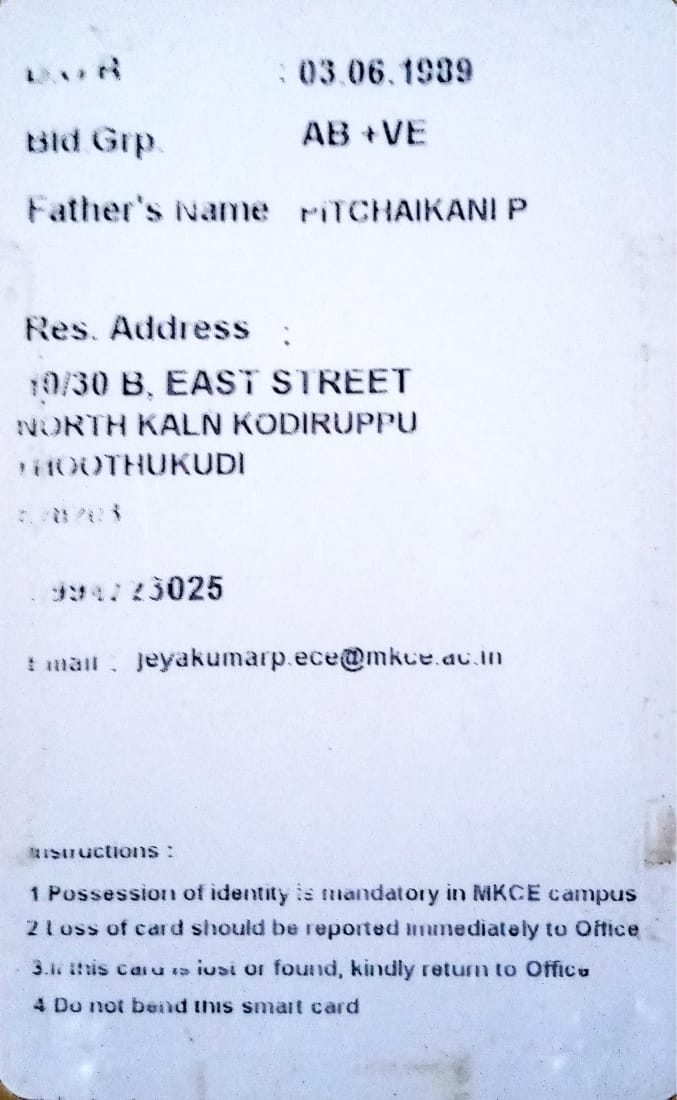 : 03.06.1989
Bld Grp. AB +VE
Father's Name PITCHAIKANI P
Res. Address :
10/30 B, EAST STREET
NORTH KALN KODIRUPPU
THOOTHUKUDI
Email : jeyakumarp.ece@mkce.ac.in
Instructions :
1 Possession of identity is mandatory in MKCE campus
2 Loss of card should be reported immediately to Office
3.If this card is lost or found, kindly return to Office
4 Do not bend this smart card